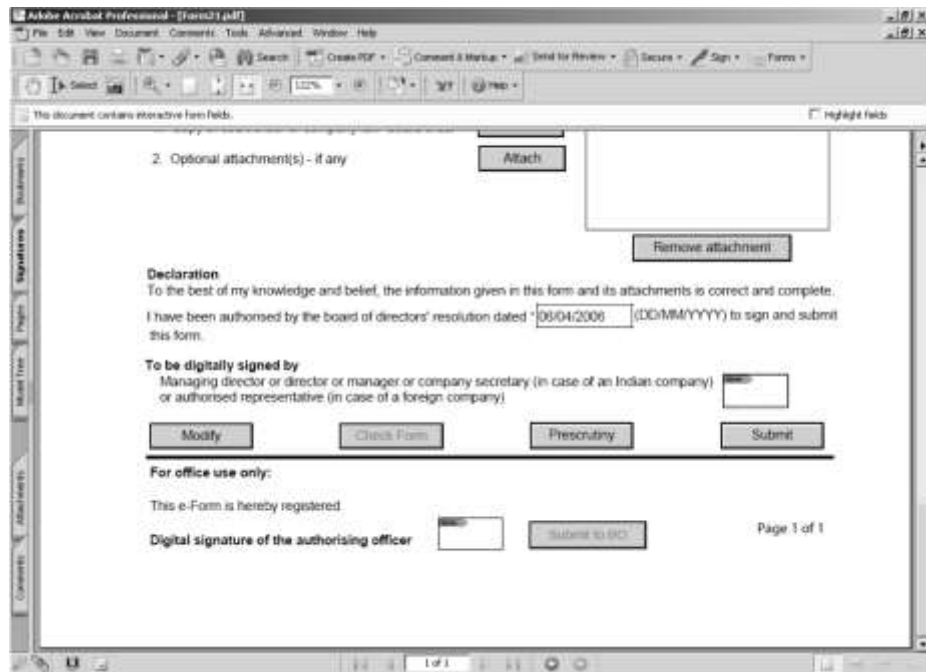 Adobe Acrobat Professional - [Form21.pdf]
File Edit View Document Comments Tools Advanced Window Help
Search Create PDF Comment & Markup Send for Review Secure Sign Forms
Select 122% Help
This document contains interactive form fields. Highlight fields
2. Optional attachment(s) - if any Attach
Remove attachment
Declaration
To the best of my knowledge and belief, the information given in this form and its attachments is correct and complete.
I have been authorised by the board of directors' resolution dated * 06/04/2006 (DD/MM/YYYY) to sign and submit
this form.
To be digitally signed by
Managing director or director or manager or company secretary (in case of an Indian company)
or authorised representative (in case of a foreign company)
Modify Check Form Prescrutiny Submit
For office use only:
This e-Form is hereby registered
Digital signature of the authorising officer Submit to BO Page 1 of 1
Bookmarks
Signatures
Pages
Model Tree
Attachments
Comments
1 of 1